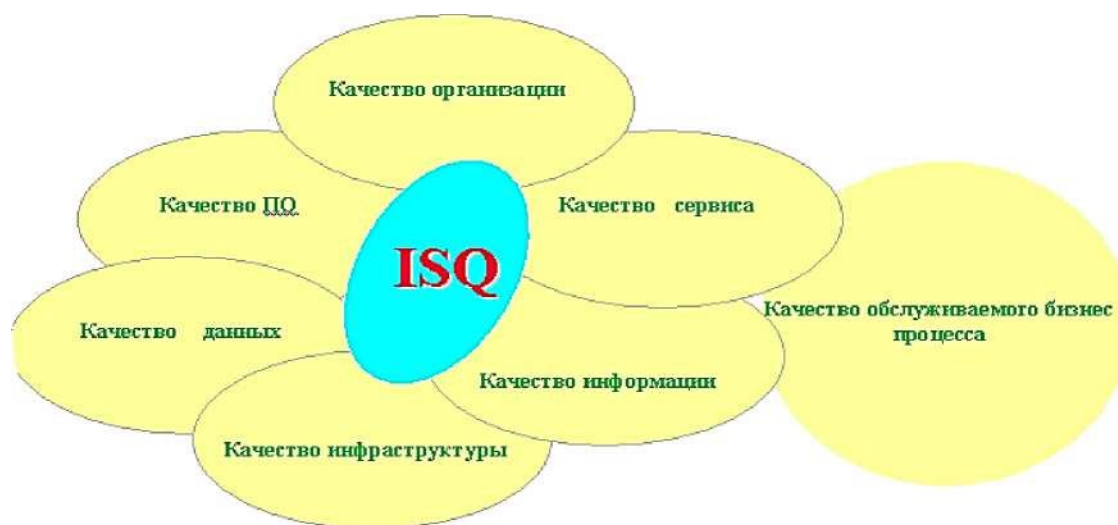 Качество организации
Качество ПО
Качество сервиса
ISQ
Качество обслуживаемого бизнес
процесса
Качество данных
Качество информации
Качество инфраструктуры